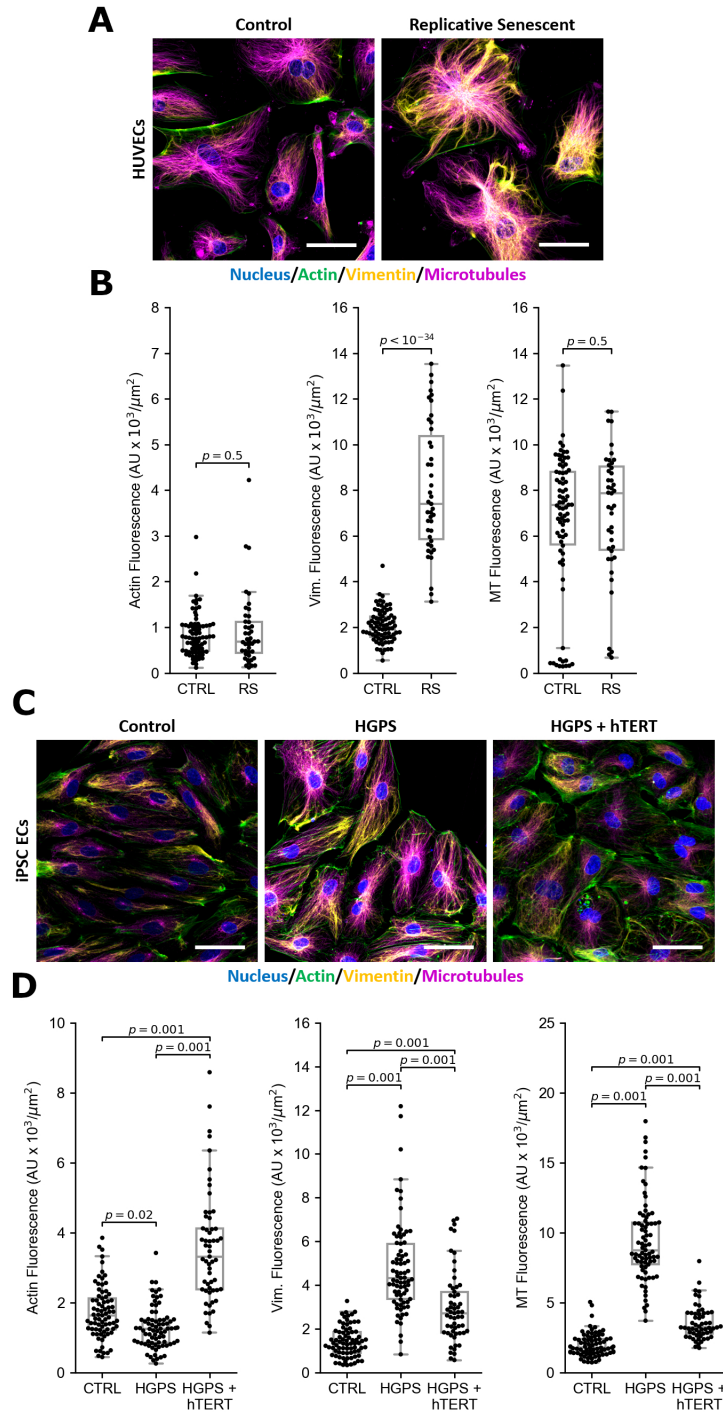 A
Control
Replicative Senescent
HUVECs
Nucleus/Actin/Vimentin/Microtubules
B
Actin Fluorescence (AU x 10³/μm²)
8
7
6
5
4
3
2
1
0
p = 0.5
CTRL
RS
Vim. Fluorescence (AU x 10³/μm²)
16
14
12
10
8
6
4
2
0
p < 10⁻³⁴
CTRL
RS
MT Fluorescence (AU x 10³/μm²)
16
14
12
10
8
6
4
2
0
p = 0.5
CTRL
RS
C
Control
HGPS
HGPS + hTERT
iPSC ECs
Nucleus/Actin/Vimentin/Microtubules
D
Actin Fluorescence (AU x 10³/μm²)
10
8
6
4
2
0
p = 0.001
p = 0.001
p = 0.02
CTRL
HGPS
HGPS +
hTERT
Vim. Fluorescence (AU x 10³/μm²)
16
14
12
10
8
6
4
2
0
p = 0.001
p = 0.001
p = 0.001
CTRL
HGPS
HGPS +
hTERT
MT Fluorescence (AU x 10³/μm²)
25
20
15
10
5
0
p = 0.001
p = 0.001
p = 0.001
CTRL
HGPS
HGPS +
hTERT